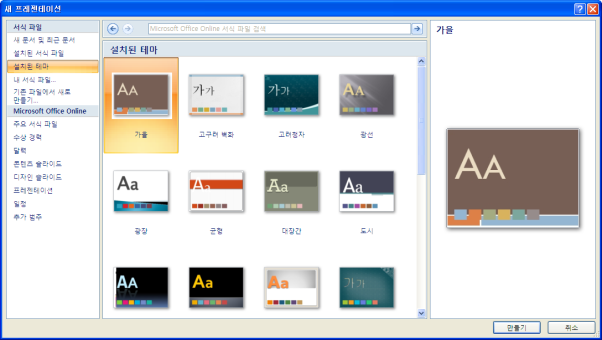 새 프레젠테이션
서식 파일
새 문서 및 최근 문서
설치된 서식 파일
설치된 테마
내 서식 파일...
기존 파일에서 새로
만들기...
Microsoft Office Online
주요 서식 파일
수상 경력
달력
콘텐츠 슬라이드
디자인 슬라이드
프레젠테이션
일정
추가 범주
Microsoft Office Online 서식 파일 검색
설치된 테마
AA
가가
가가
AA
가을
고구려 벽화
고려청자
광선
Aa
Aa
Aa
Aa
광장
균형
대장간
도시
AA
Aa
Aa
가가
가을
AA
만들기
취소